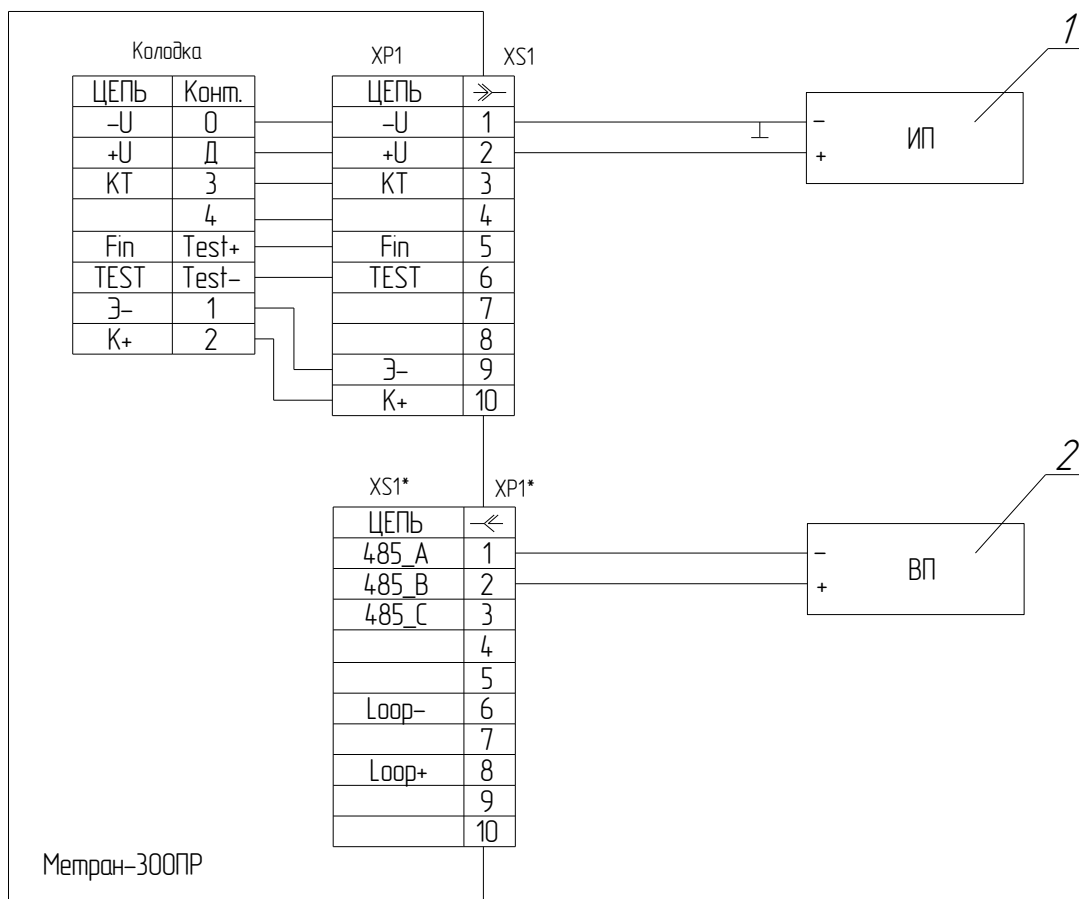 1
Колодка XP1 XS1
ЦЕПЬ Конт. ЦЕПЬ
–U 0 –U 1 –
+U Д +U 2 + ИП
КТ 3 КТ 3
4 4
Fin Test+ Fin 5
TEST Test– TEST 6
Э– 1 7
К+ 2 8
Э– 9
К+ 10
2
XS1* XP1*
ЦЕПЬ
485_A 1 –
485_B 2 + ВП
485_C 3
4
5
Loop– 6
7
Loop+ 8
9
10
Метран–300ПР